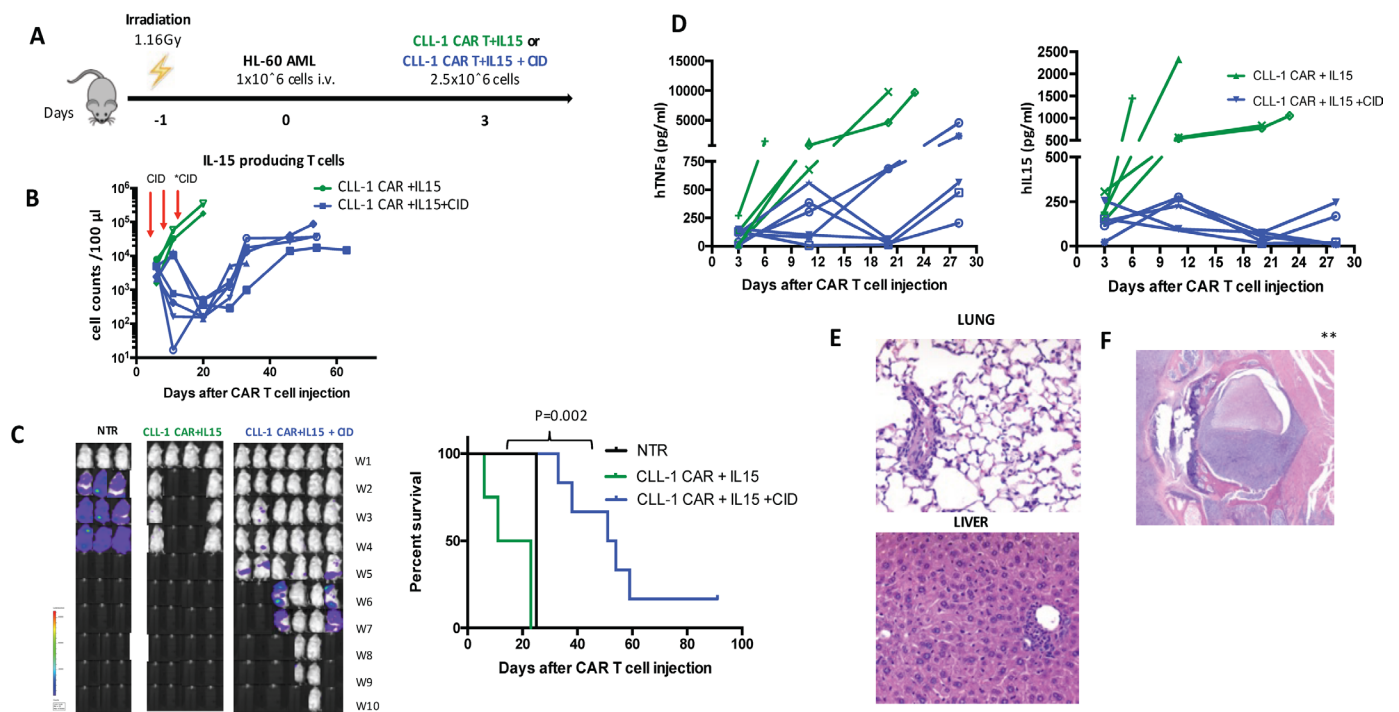 A
Irradiation
1.16Gy
HL-60 AML
1x10^6 cells i.v.
CLL-1 CAR T+IL15 or
CLL-1 CAR T+IL15 + CID
2.5x10^6 cells
Days
-1
0
3
B
IL-15 producing T cells
CID
*CID
CLL-1 CAR +IL15
CLL-1 CAR +IL15+CID
cell counts /100 µl
10^6
10^5
10^4
10^3
10^2
10^1
0
20
40
60
Days after CAR T cell injection
C
NTR
CLL-1 CAR+IL15
CLL-1 CAR+IL15 + CID
W1
W2
W3
W4
W5
W6
W7
W8
W9
W10
P=0.002
NTR
CLL-1 CAR + IL15
CLL-1 CAR + IL15 +CID
Percent survival
100
50
0
0
20
40
60
80
100
Days after CAR T cell injection
D
hTNFa (pg/ml)
15000
10000
5000
750
500
250
0
0
3
6
9
12
15
18
21
24
27
30
Days after CAR T cell injection
hIL15 (pg/ml)
2500
2000
1500
1000
500
500
250
0
0
3
6
9
12
15
18
21
24
27
30
Days after CAR T cell injection
CLL-1 CAR + IL15
CLL-1 CAR + IL15 +CID
E
LUNG
LIVER
F
**